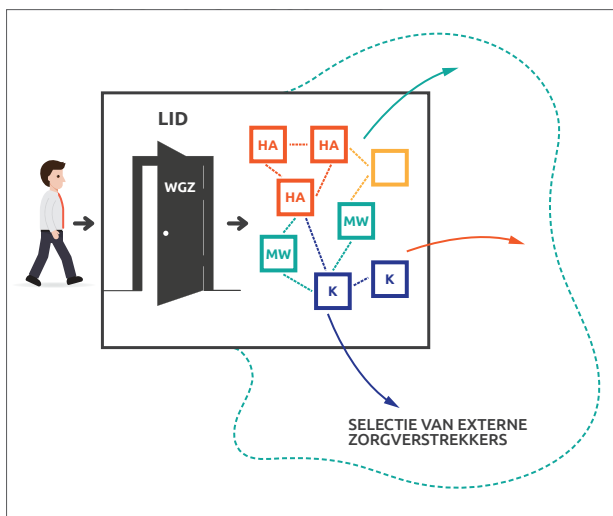 LID
WGZ
HA
HA
HA
MW
MW
K
K
SELECTIE VAN EXTERNE
ZORGVERSTREKKERS